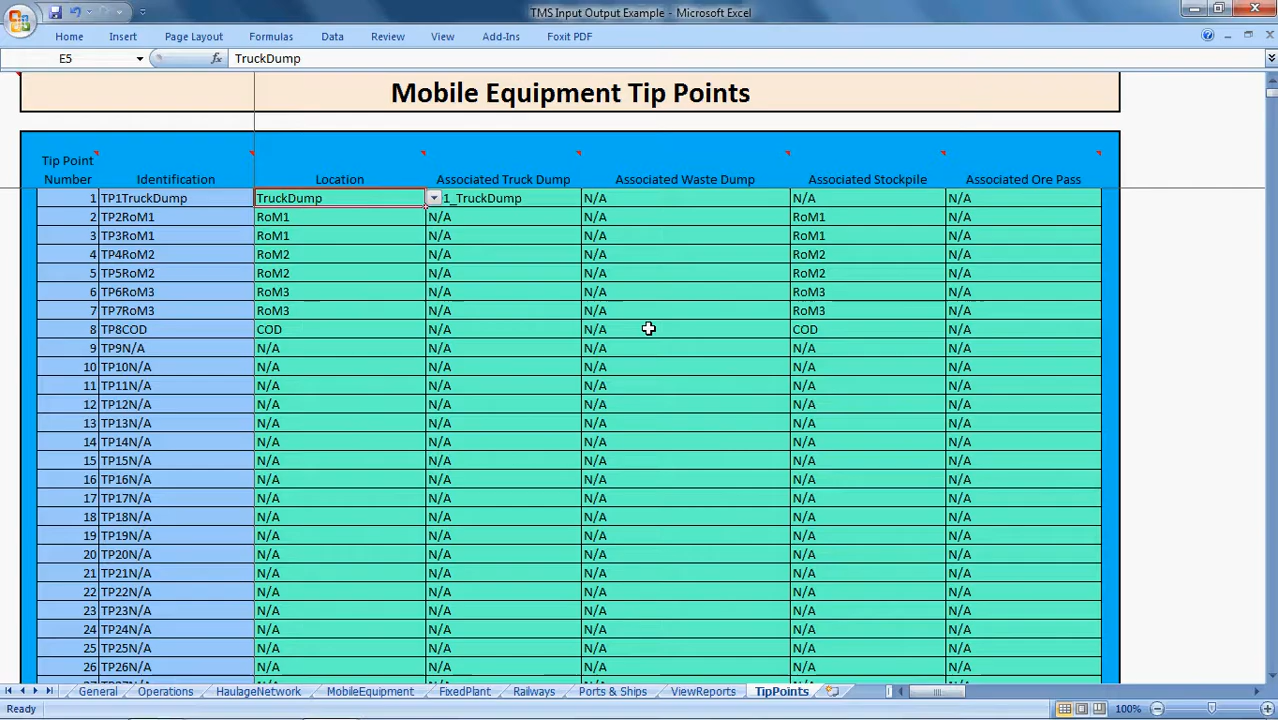 TMS Input Output Example - Microsoft Excel
Home Insert Page Layout Formulas Data Review View Add-Ins Foxit PDF
E5 fx TruckDump
Mobile Equipment Tip Points
Tip Point Number Identification Location Associated Truck Dump Associated Waste Dump Associated Stockpile Associated Ore Pass
1 TP1TruckDump TruckDump 1_TruckDump N/A N/A N/A
2 TP2RoM1 RoM1 N/A N/A RoM1 N/A
3 TP3RoM1 RoM1 N/A N/A RoM1 N/A
4 TP4RoM2 RoM2 N/A N/A RoM2 N/A
5 TP5RoM2 RoM2 N/A N/A RoM2 N/A
6 TP6RoM3 RoM3 N/A N/A RoM3 N/A
7 TP7RoM3 RoM3 N/A N/A RoM3 N/A
8 TP8COD COD N/A N/A COD N/A
9 TP9N/A N/A N/A N/A N/A N/A
10 TP10N/A N/A N/A N/A N/A N/A
11 TP11N/A N/A N/A N/A N/A N/A
12 TP12N/A N/A N/A N/A N/A N/A
13 TP13N/A N/A N/A N/A N/A N/A
14 TP14N/A N/A N/A N/A N/A N/A
15 TP15N/A N/A N/A N/A N/A N/A
16 TP16N/A N/A N/A N/A N/A N/A
17 TP17N/A N/A N/A N/A N/A N/A
18 TP18N/A N/A N/A N/A N/A N/A
19 TP19N/A N/A N/A N/A N/A N/A
20 TP20N/A N/A N/A N/A N/A N/A
21 TP21N/A N/A N/A N/A N/A N/A
22 TP22N/A N/A N/A N/A N/A N/A
23 TP23N/A N/A N/A N/A N/A N/A
24 TP24N/A N/A N/A N/A N/A N/A
25 TP25N/A N/A N/A N/A N/A N/A
26 TP26N/A N/A N/A N/A N/A N/A
General Operations HaulageNetwork MobileEquipment FixedPlant Railways Ports & Ships ViewReports TipPoints
Ready 100%